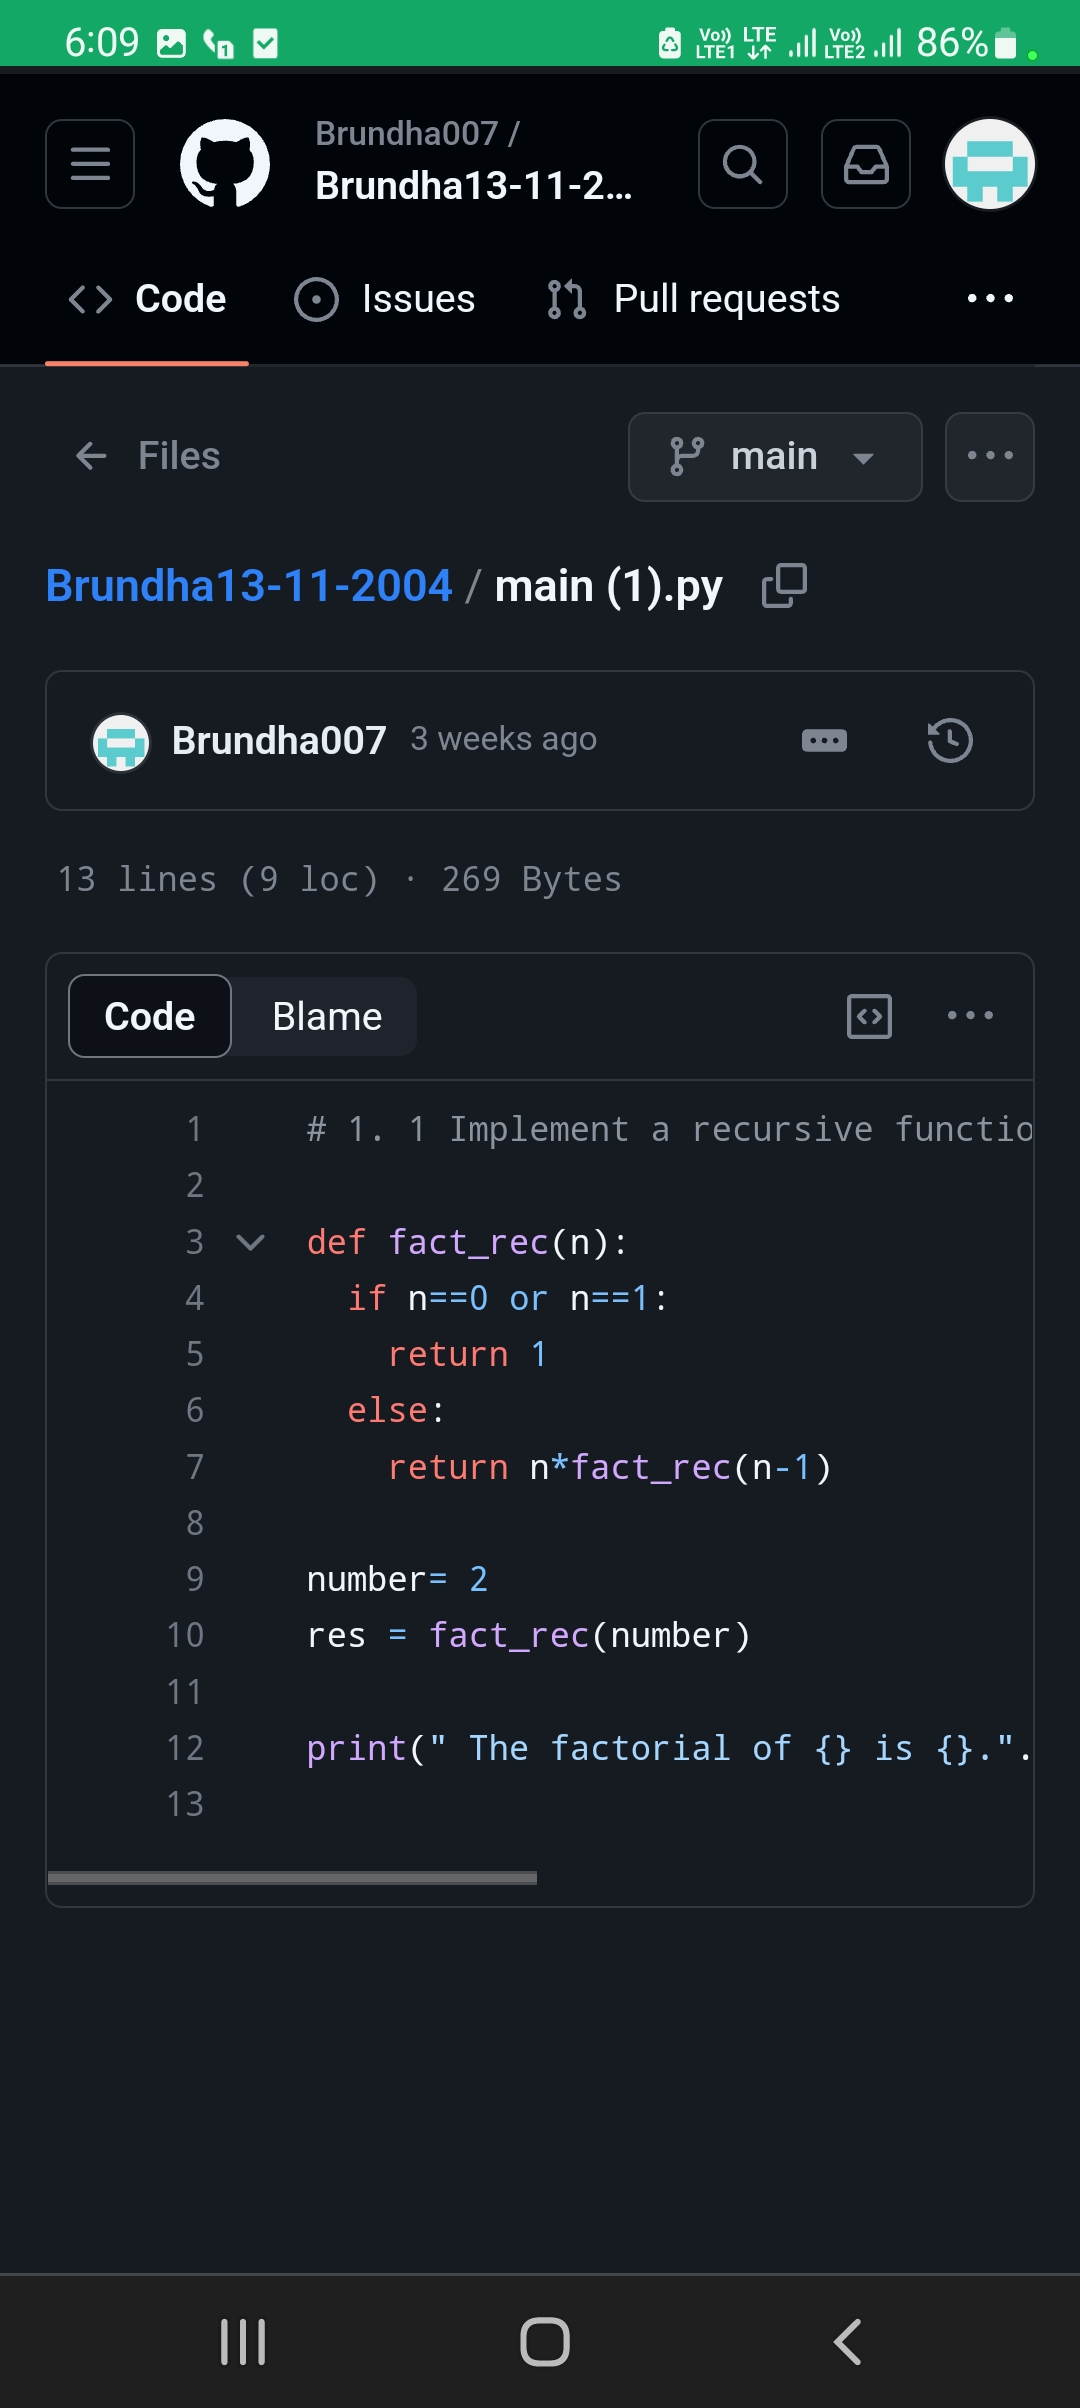 6:09 1 Vo)) LTE1 LTE Vo)) LTE2 86%
Brundha007 /
Brundha13-11-2...
Code Issues Pull requests
Files main
Brundha13-11-2004 / main (1).py
Brundha007 3 weeks ago
13 lines (9 loc) · 269 Bytes
Code Blame
1 # 1. 1 Implement a recursive functio
2
3 def fact_rec(n):
4 if n==0 or n==1:
5 return 1
6 else:
7 return n*fact_rec(n-1)
8
9 number= 2
10 res = fact_rec(number)
11
12 print(" The factorial of {} is {}.".
13